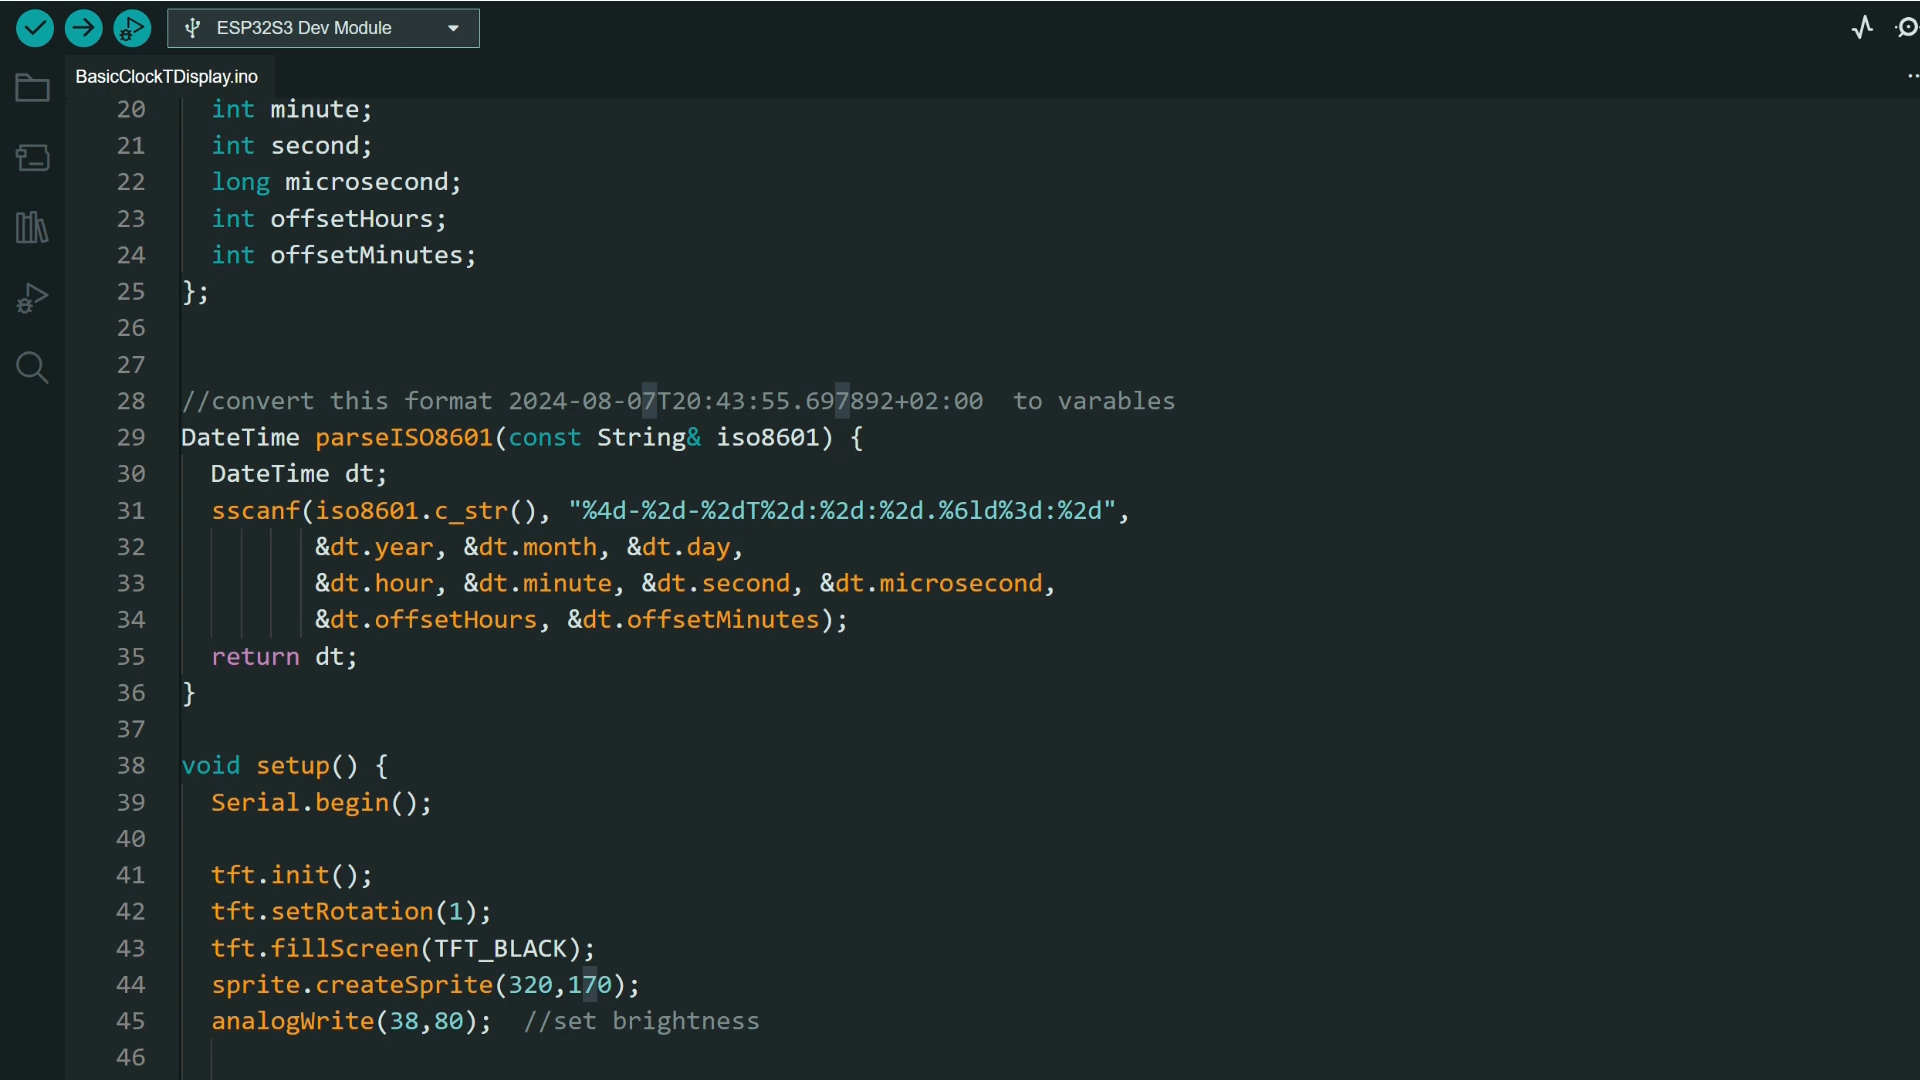 ESP32S3 Dev Module
BasicClockTDisplay.ino
20 int minute;
21 int second;
22 long microsecond;
23 int offsetHours;
24 int offsetMinutes;
25 };
26
27
28 //convert this format 2024-08-07T20:43:55.697892+02:00  to varables
29 DateTime parseISO8601(const String& iso8601) {
30 DateTime dt;
31 sscanf(iso8601.c_str(), "%4d-%2d-%2dT%2d:%2d:%2d.%6ld%3d:%2d",
32 &dt.year, &dt.month, &dt.day,
33 &dt.hour, &dt.minute, &dt.second, &dt.microsecond,
34 &dt.offsetHours, &dt.offsetMinutes);
35 return dt;
36 }
37
38 void setup() {
39 Serial.begin();
40
41 tft.init();
42 tft.setRotation(1);
43 tft.fillScreen(TFT_BLACK);
44 sprite.createSprite(320,170);
45 analogWrite(38,80);  //set brightness
46